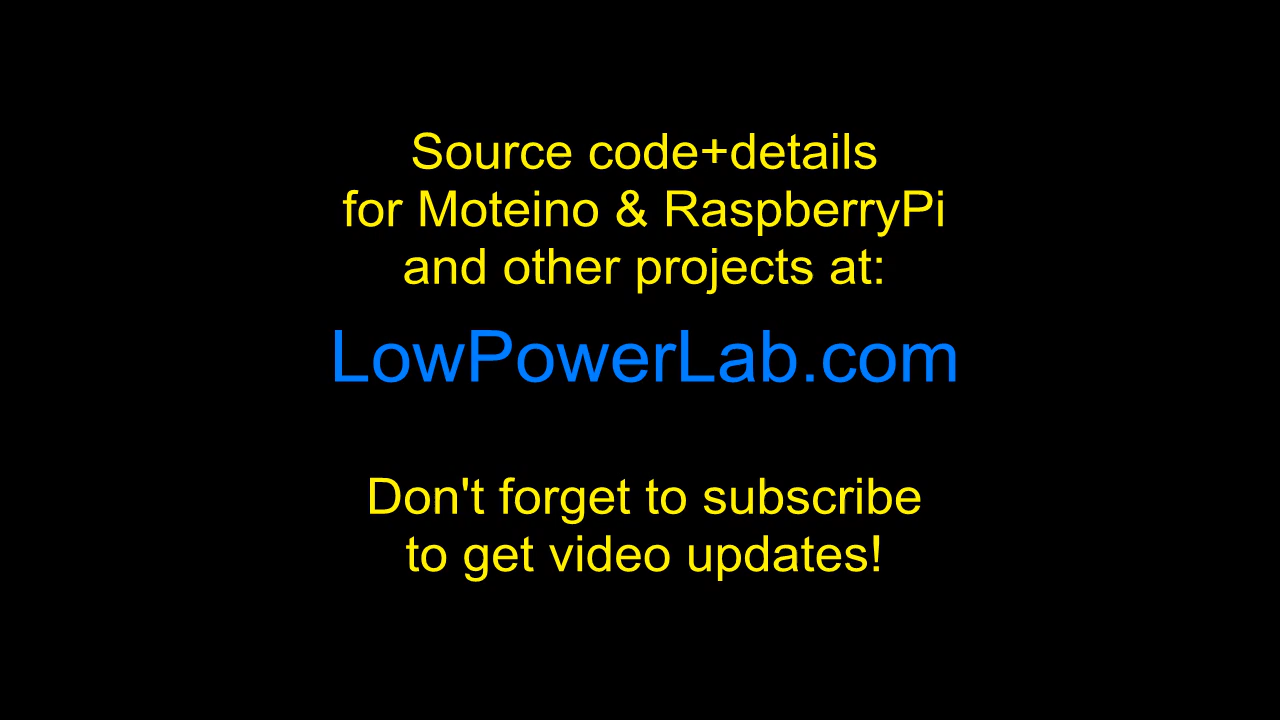 Source code+details
for Moteino & RaspberryPi
and other projects at:
LowPowerLab.com
Don't forget to subscribe
to get video updates!